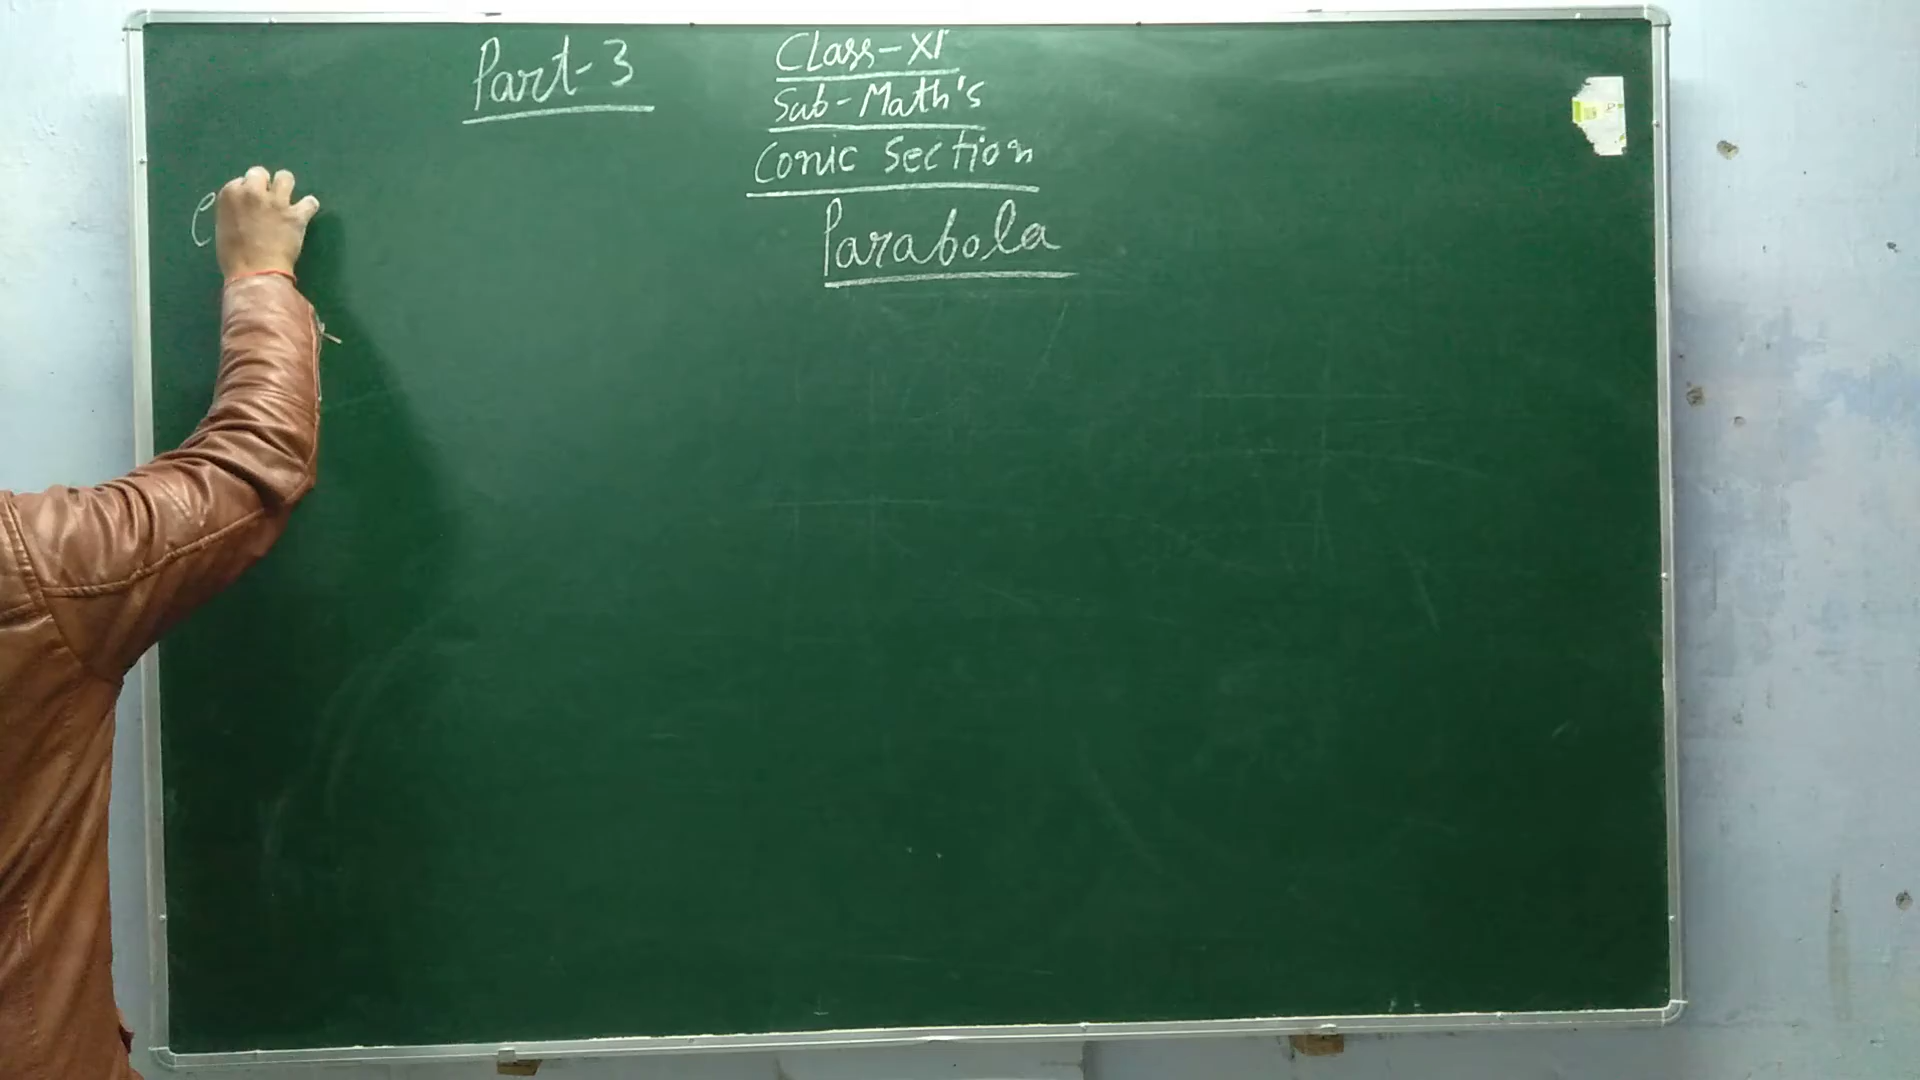 Part-3
Class-XI
Sub-Math's
Conic Section
Parabola